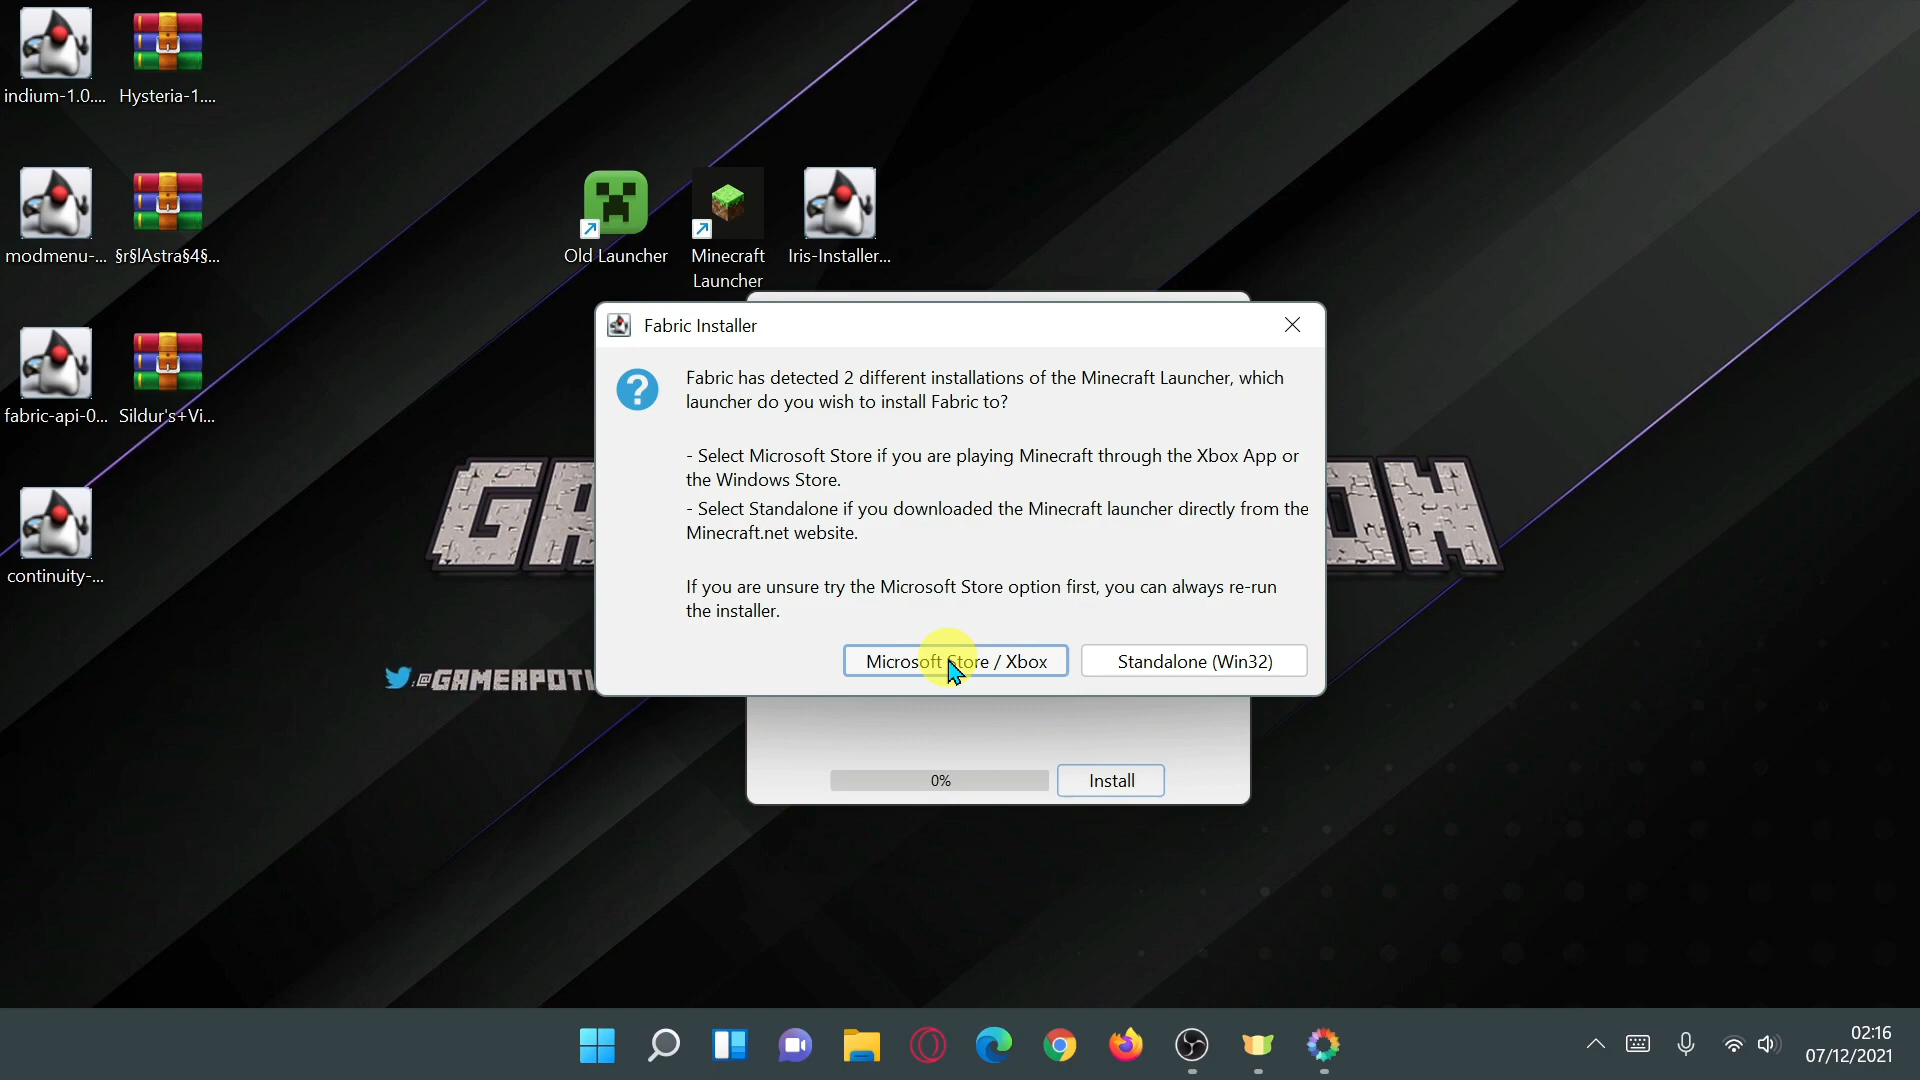 indium-1.0....
Hysteria-1....
modmenu-...
§r§lAstra§4§...
Old Launcher
Minecraft
Launcher
Iris-Installer...
fabric-api-0...
Sildur's+Vi...
continuity-...
Fabric Installer
Fabric has detected 2 different installations of the Minecraft Launcher, which
launcher do you wish to install Fabric to?
- Select Microsoft Store if you are playing Minecraft through the Xbox App or
the Windows Store.
- Select Standalone if you downloaded the Minecraft launcher directly from the
Minecraft.net website.
If you are unsure try the Microsoft Store option first, you can always re-run
the installer.
Microsoft Store / Xbox
Standalone (Win32)
:@GAMERPOTI
0%
Install
02:16
07/12/2021